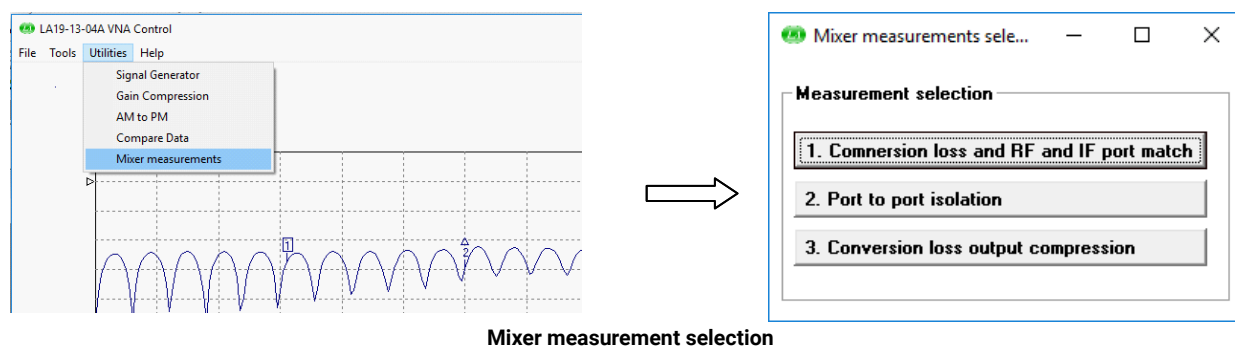 LA19-13-04A VNA Control
File Tools Utilities Help
Signal Generator
Gain Compression
AM to PM
Compare Data
Mixer measurements
1
2
Mixer measurements sele...
Measurement selection
1. Comnersion loss and RF and IF port match
2. Port to port isolation
3. Conversion loss output compression
Mixer measurement selection